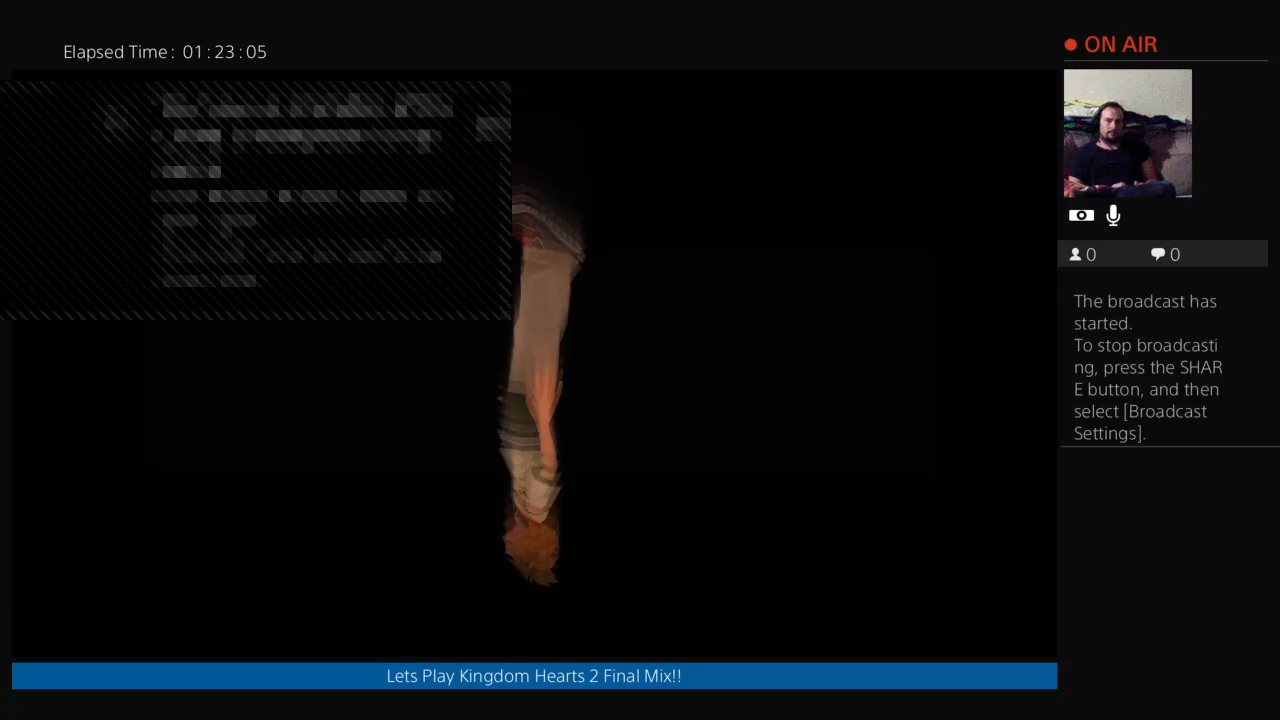 Elapsed Time: 01:23:05
ON AIR
0 0
The broadcast has
started.
To stop broadcasti
ng, press the SHAR
E button, and then
select [Broadcast
Settings].
Lets Play Kingdom Hearts 2 Final Mix!!